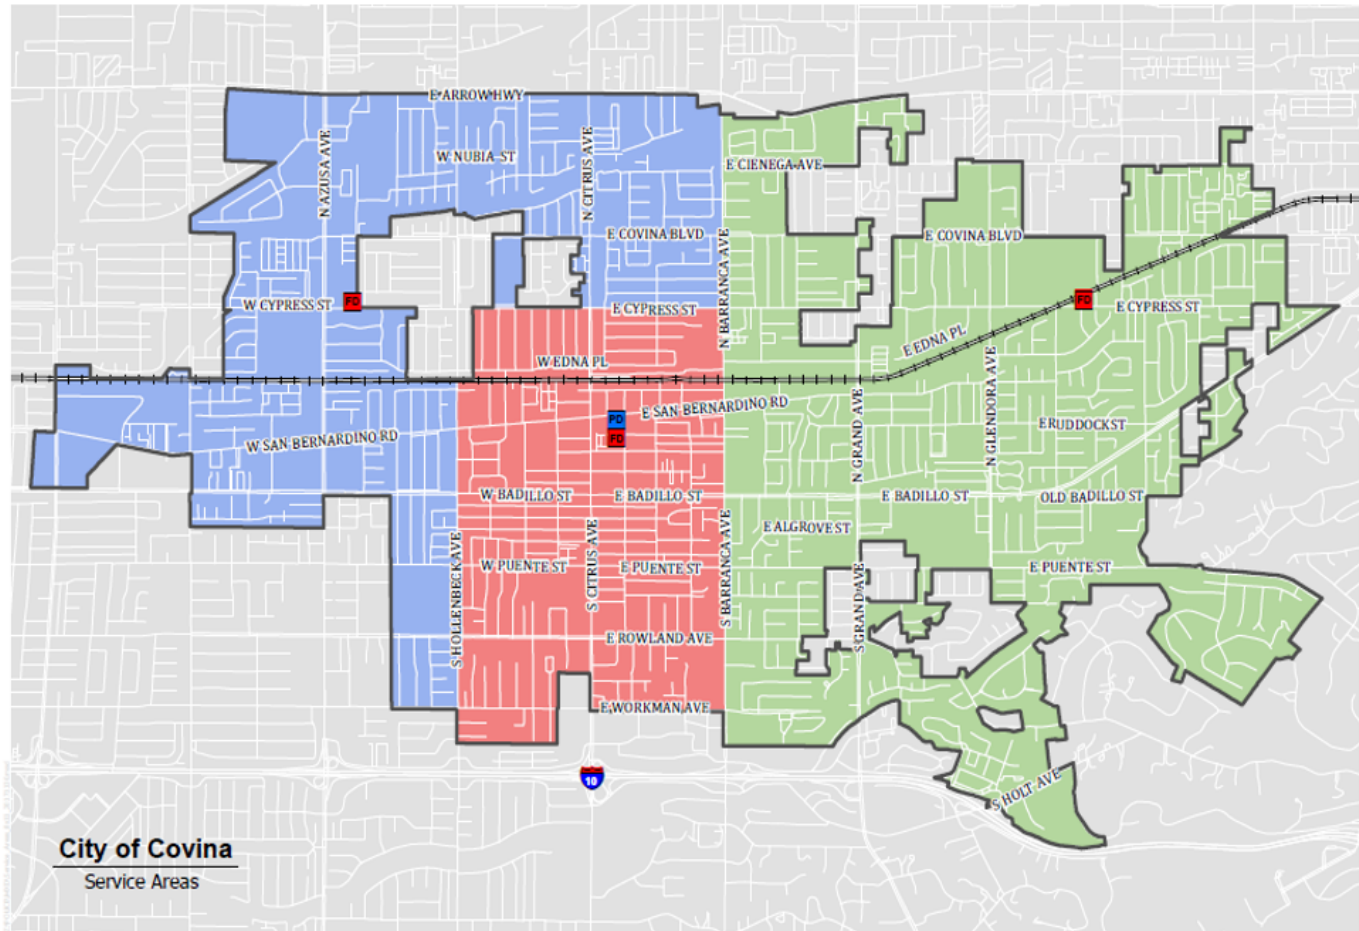 E ARROW HWY
N AZUSA AVE
W NUBIA ST
N CITRUS AVE
E CIENEGA AVE
E COVINA BLVD
N BARRANCA AVE
E COVINA BLVD
W CYPRESS ST
FD
E CYPRESS ST
FD
E CYPRESS ST
W EDNA PL
E EDNA PL
N GLENDORA AVE
E SAN BERNARDINO RD
PD
FD
N GRAND AVE
E RUDDOCK ST
W SAN BERNARDINO RD
W BADILLO ST
E BADILLO ST
E BADILLO ST
OLD BADILLO ST
E ALGROVE ST
S HOLLENBECK AVE
S CITRUS AVE
S BARRANCA AVE
W PUENTE ST
E PUENTE ST
S GRAND AVE
E PUENTE ST
E ROWLAND AVE
E WORKMAN AVE
10
S HOLT AVE
City of Covina
Service Areas